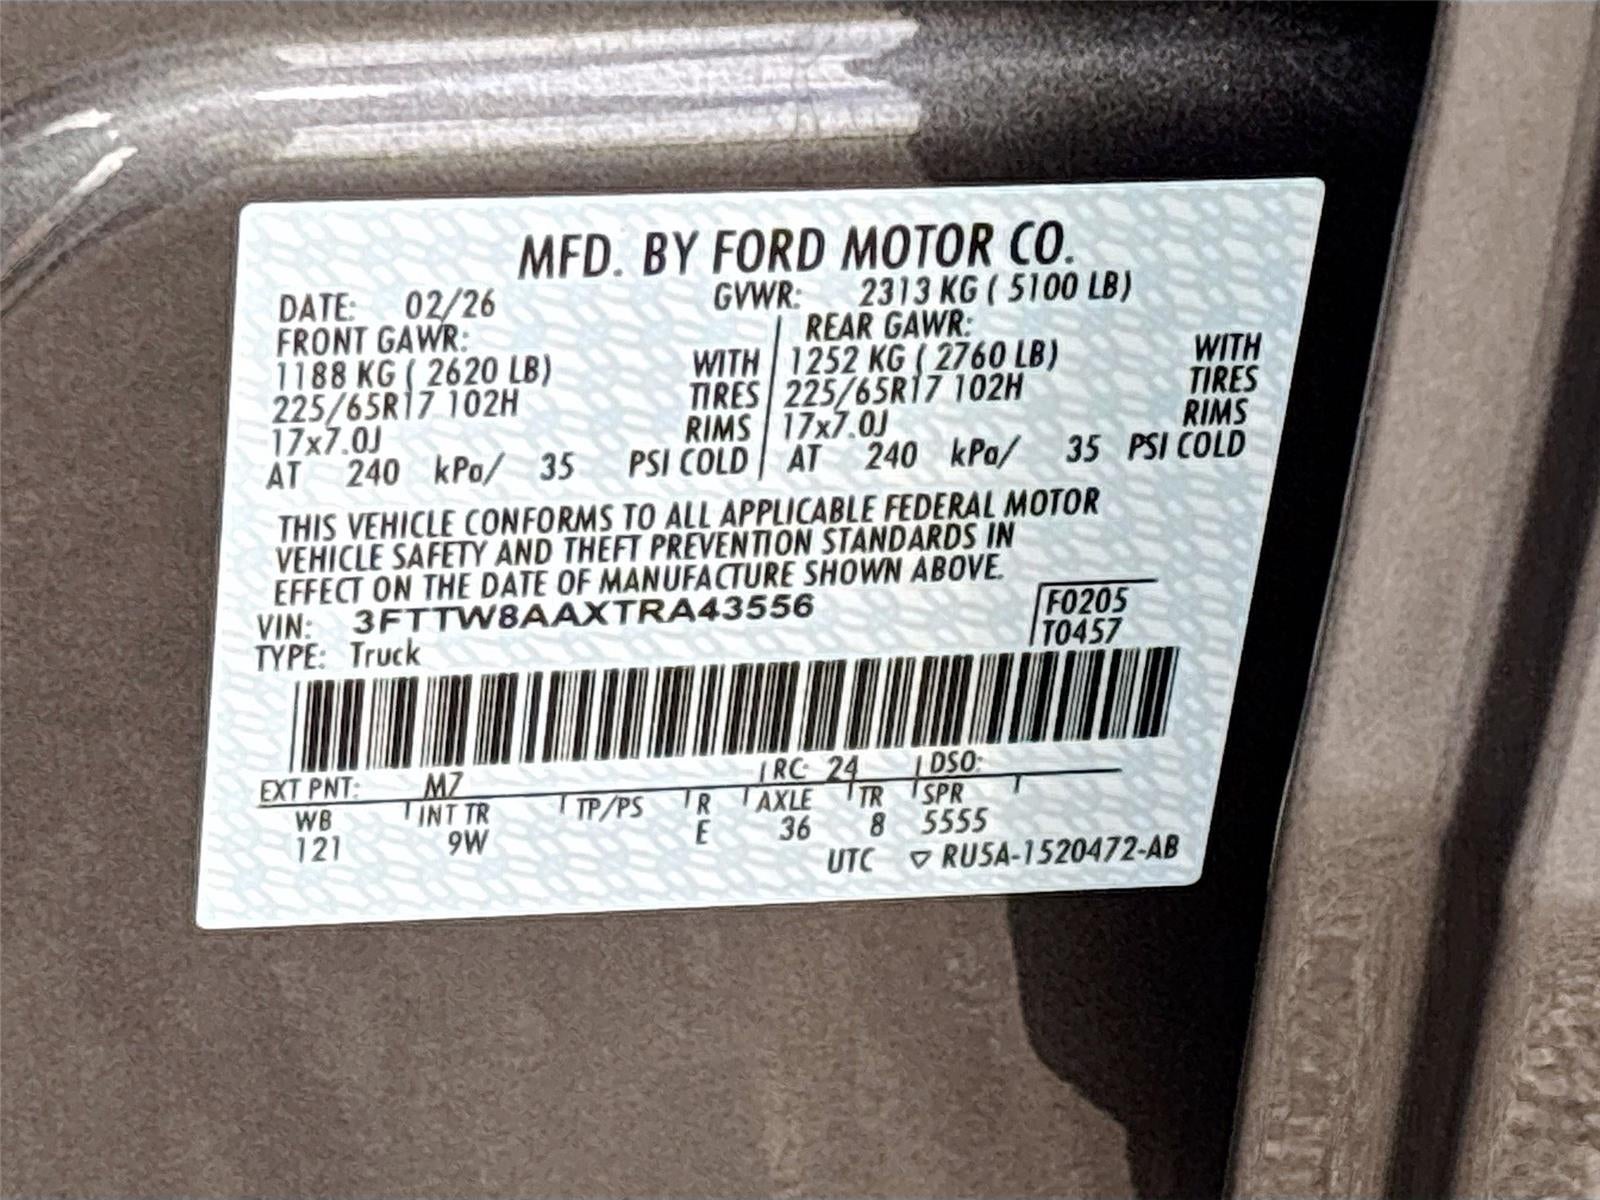 MFD. BY FORD MOTOR CO.
DATE: 02/26 GVWR: 2313 KG ( 5100 LB)
FRONT GAWR: REAR GAWR:
1188 KG ( 2620 LB) WITH 1252 KG ( 2760 LB) WITH
225/65R17 102H TIRES 225/65R17 102H TIRES
17x7.0J RIMS 17x7.0J RIMS
AT 240 kPa/ 35 PSI COLD AT 240 kPa/ 35 PSI COLD
THIS VEHICLE CONFORMS TO ALL APPLICABLE FEDERAL MOTOR
VEHICLE SAFETY AND THEFT PREVENTION STANDARDS IN
EFFECT ON THE DATE OF MANUFACTURE SHOWN ABOVE.
VIN: 3FTTW8AAXTRA43556 F0205
TYPE: Truck T0457
EXT PNT: M7 RC: 24 DSO:
WB INT TR TP/PS R AXLE TR SPR
121 9W E 36 8 5555
UTC ▽ RU5A-1520472-AB